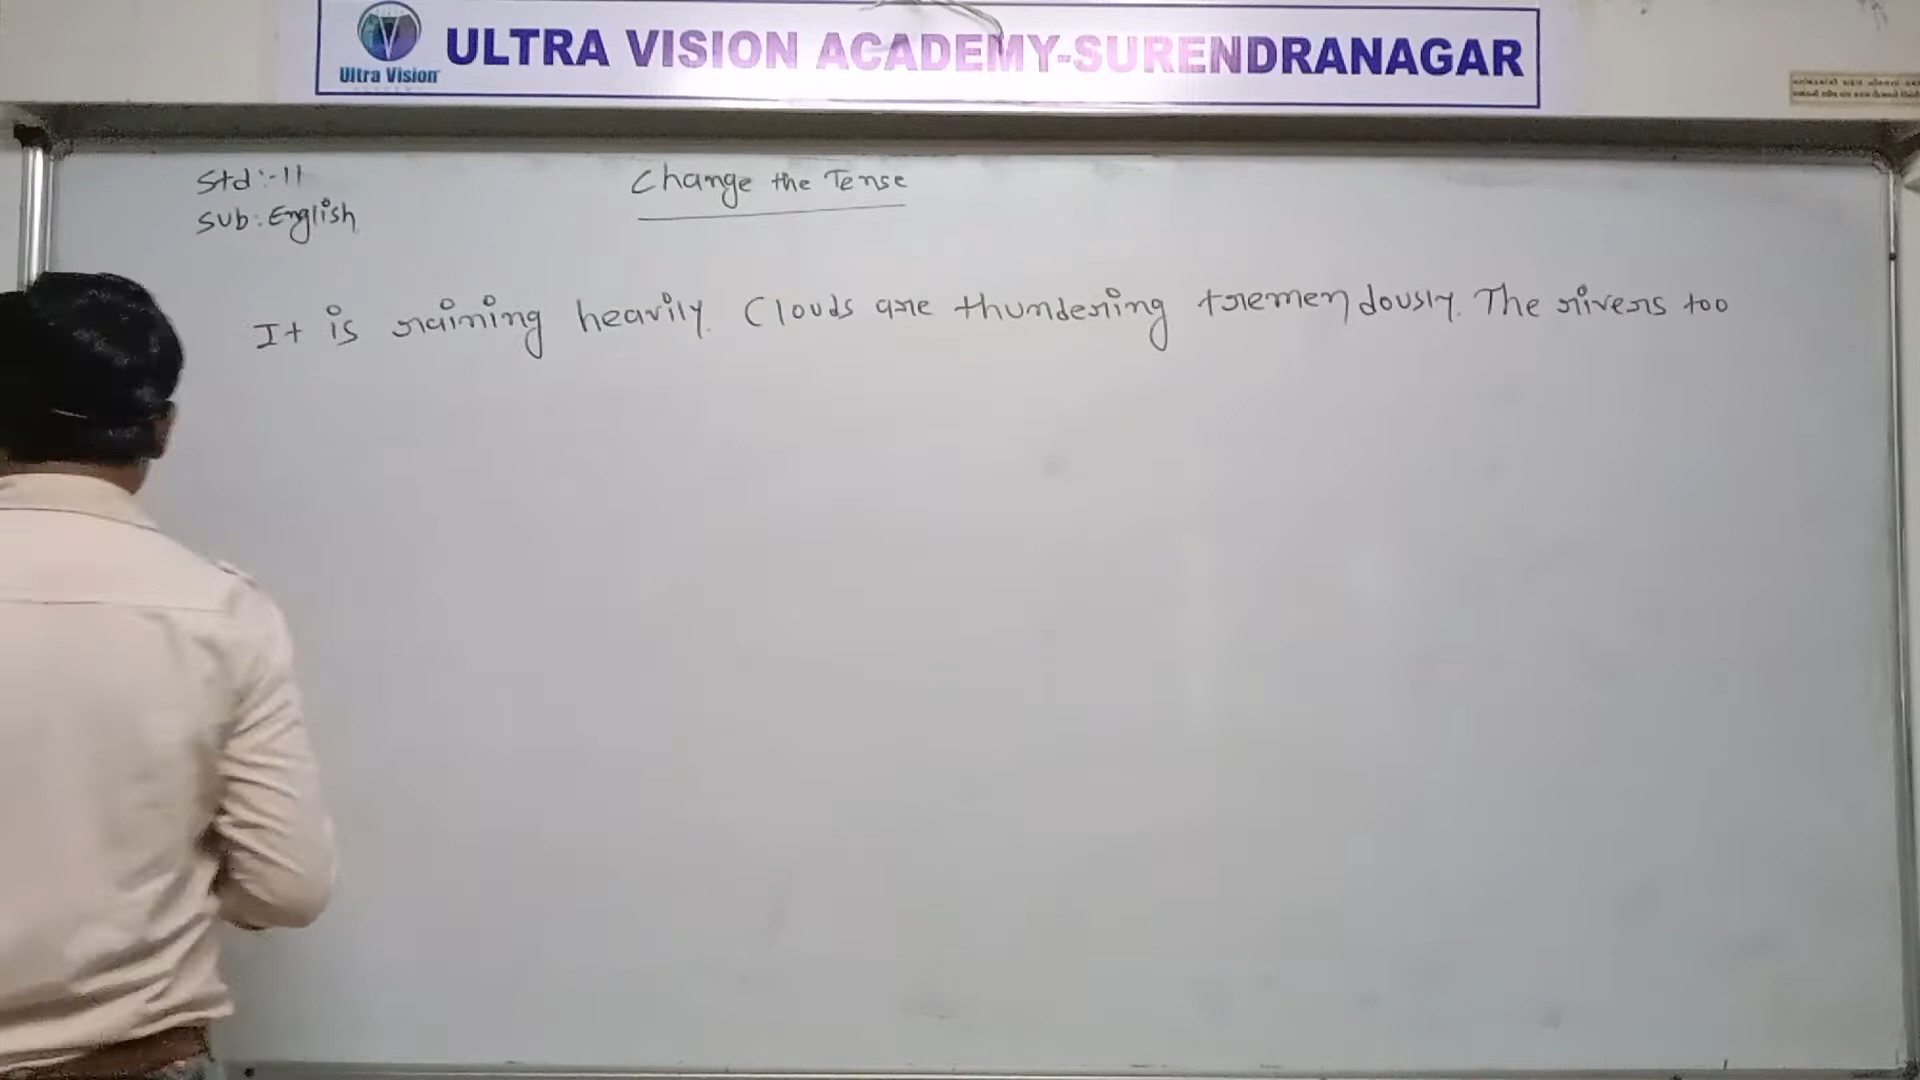 Ultra Vision
ULTRA VISION ACADEMY-SURENDRANAGAR
Std:-11
Change the Tense
Sub:English
It is raining heavily. Clouds are thundering tremendously. The rivers too